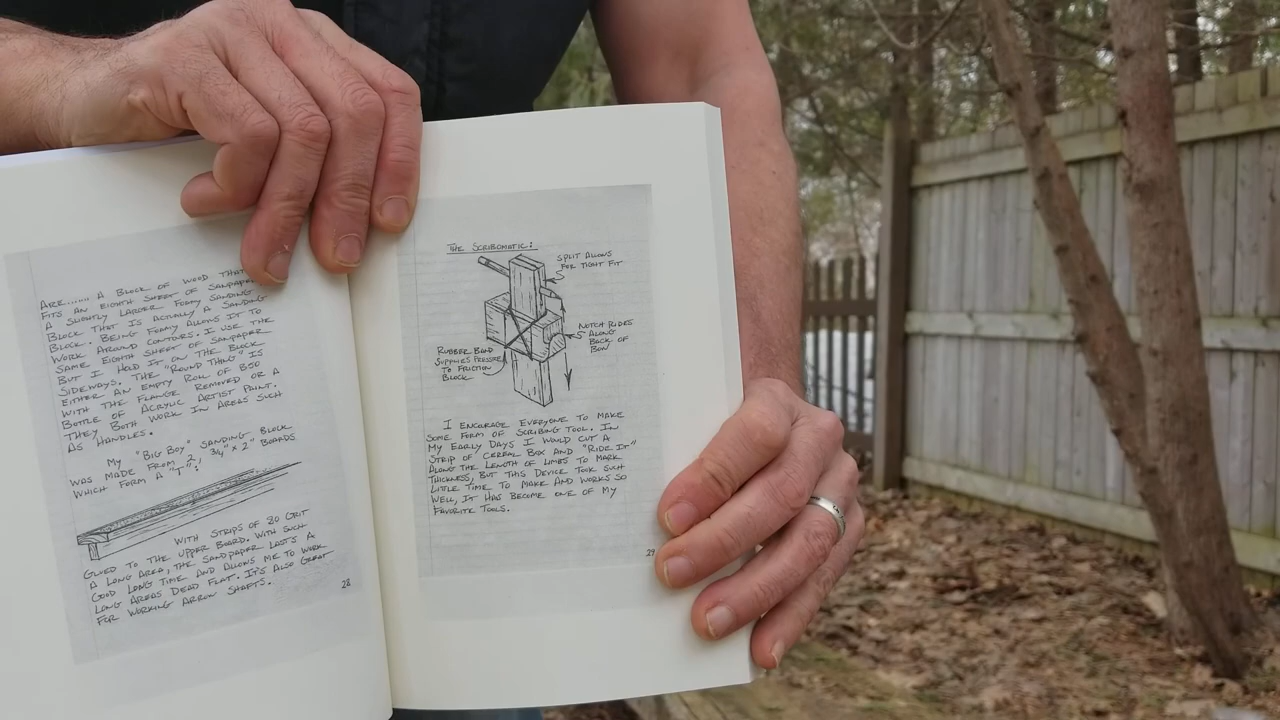 ARE...... A BLOCK OF WOOD THAT
FITS AN EIGHTH SHEET OF SANDPAPER
A SLIGHTLY LARGER FOAMY SANDING
BLOCK THAT IS ACTUALLY A SANDING
BLOCK. BEING FOAMY ALLOWS IT TO
WORK AROUND CONTOURS. I USE THE
SAME EIGHTH SHEET OF SANPAPER
BUT I HOLD IT ON THE BLOCK
SIDEWAYS. THE "ROUND THING" IS
EITHER AN EMPTY ROLL OF B50
WITH THE FLANGE REMOVED OR A
BOTTLE OF ACRYLIC ARTIST PAINT.
THEY BOTH WORK IN AREAS SUCH
AS HANDLES.
MY "BIG BOY" SANDING BLOCK
WAS MADE FROM 2, 3/4" x 2" BOARDS
WHICH FORM A "T":
WITH STRIPS OF 80 GRIT
GLUED TO THE UPPER BOARD. WITH SUCH
A LONG AREA, THE SANDPAPER LASTS A
GOOD LONG TIME AND ALLOWS ME TO WORK
LONG AREAS DEAD FLAT. IT'S ALSO GREAT
FOR WORKING ARROW SHAFTS.
28
THE SCRIBOMATIC:
SPLIT ALLOWS
FOR TIGHT FIT
NOTCH RIDES
ALONG
BACK OF
BOW
RUBBER BAND
SUPPLIES PRESSURE
TO FRICTION
BLOCK
I ENCOURAGE EVERYONE TO MAKE
SOME FORM OF SCRIBING TOOL. IN
MY EARLY DAYS I WOULD CUT A
STRIP OF CEREAL BOX AND "RIDE IT"
ALONG THE LENGTH OF LIMBS TO MARK
THICKNESS, BUT THIS DEVICE TOOK SUCH
LITTLE TIME TO MAKE AND WORKS SO
WELL, IT HAS BECOME ONE OF MY
FAVORITE TOOLS.
29